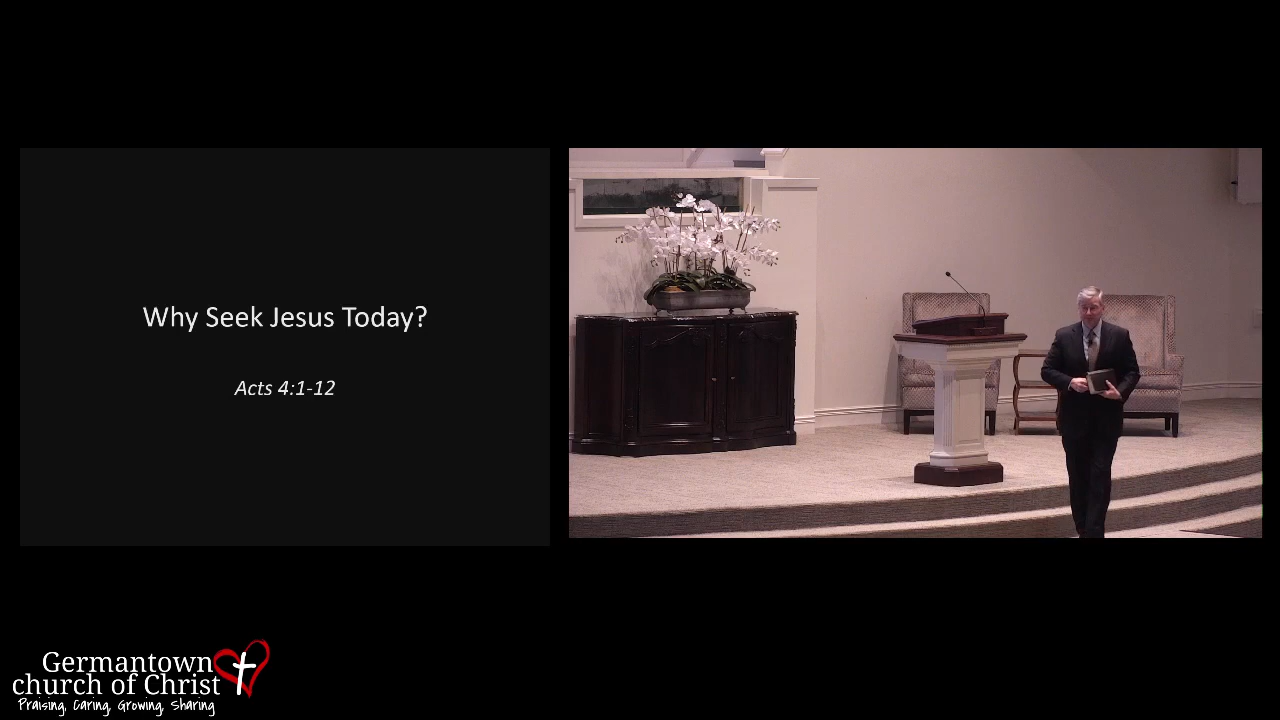 Why Seek Jesus Today?
Acts 4:1-12
Germantown
church of Christ
Praising, Caring, Growing, Sharing